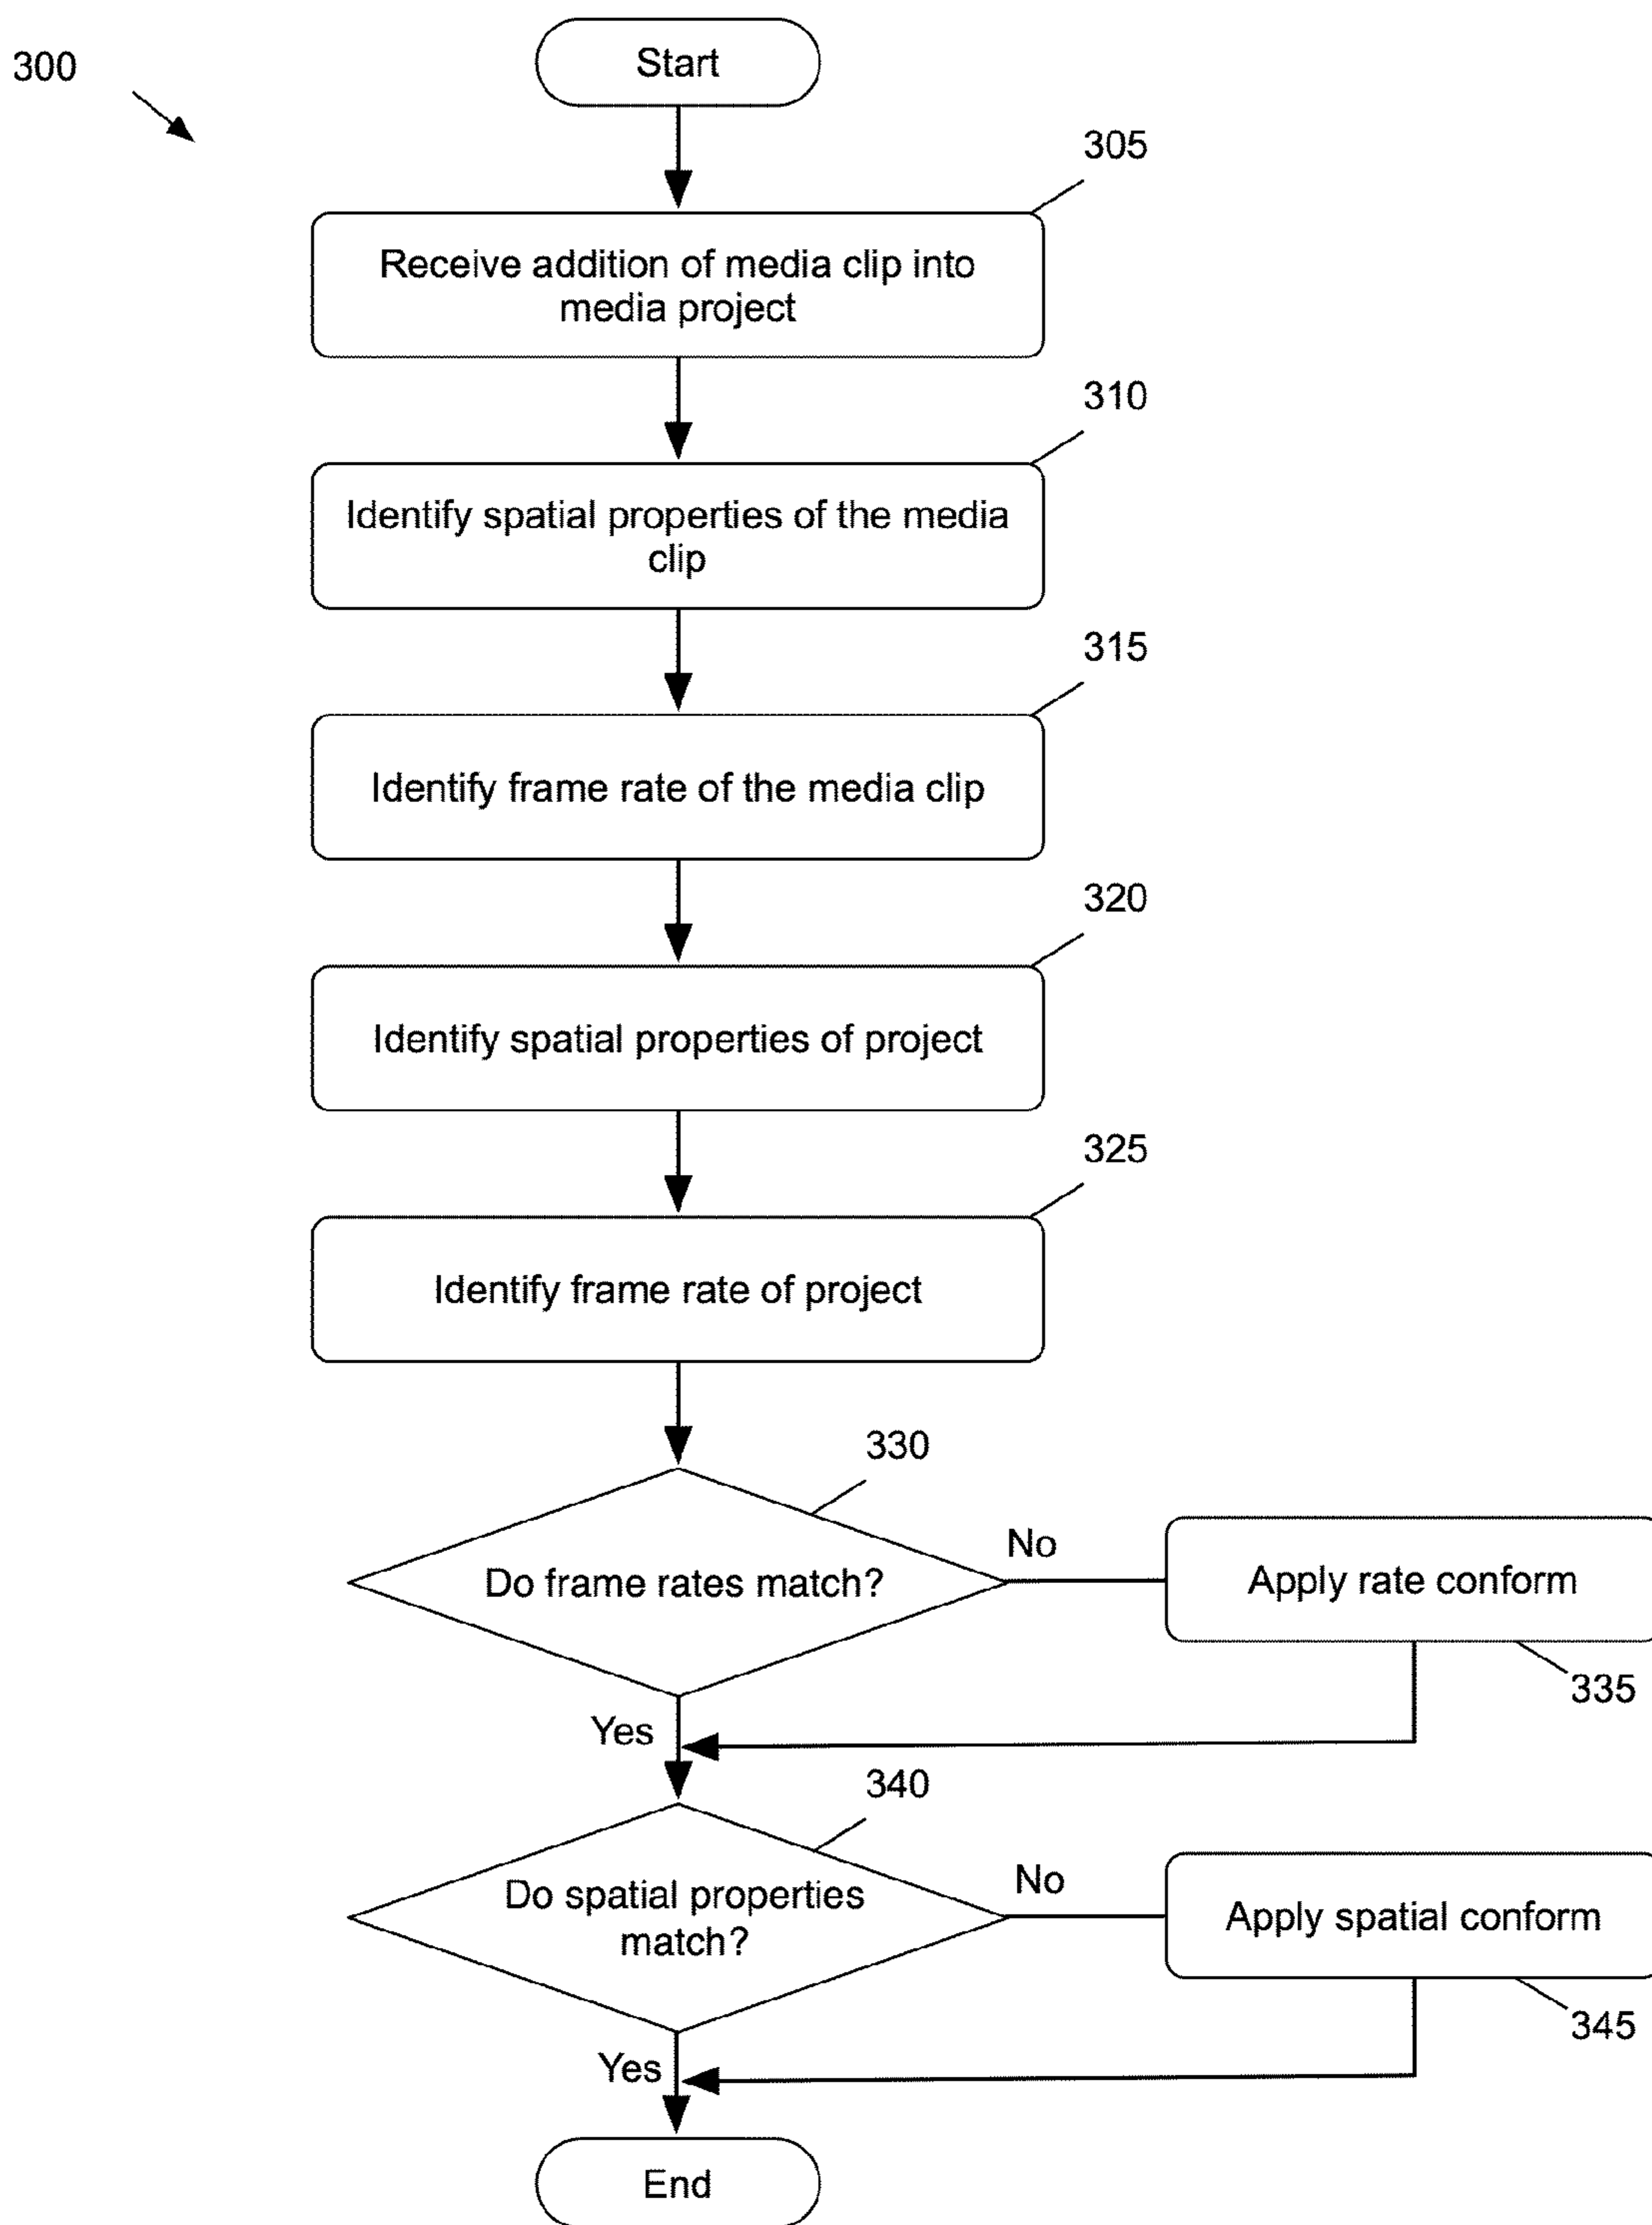 300
Start
305
Receive addition of media clip into
media project
310
Identify spatial properties of the media
clip
315
Identify frame rate of the media clip
320
Identify spatial properties of project
325
Identify frame rate of project
330
Do frame rates match?
No
Apply rate conform
335
Yes
340
Do spatial properties
match?
No
Apply spatial conform
345
Yes
End